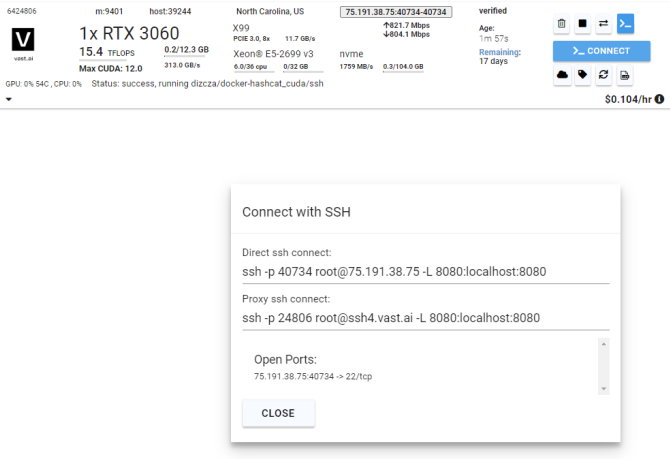 6424806 m:9401 host:39244 North Carolina, US 75.191.38.75:40734-40734 verified
V
vast.ai
1x RTX 3060
15.4 TFLOPS 0.2/12.3 GB
Max CUDA: 12.0 313.0 GB/s
X99
PCIE 3.0, 8x 11.7 GB/s
Xeon® E5-2699 v3
6.0/36 cpu 0/32 GB
↑821.7 Mbps
↓804.1 Mbps
nvme
1759 MB/s 0.3/104.0 GB
Age:
1m 57s
Remaining:
17 days
>_ CONNECT
GPU: 0% 54C , CPU: 0% Status: success, running dizcza/docker-hashcat_cuda/ssh
$0.104/hr
Connect with SSH
Direct ssh connect:
ssh -p 40734 root@75.191.38.75 -L 8080:localhost:8080
Proxy ssh connect:
ssh -p 24806 root@ssh4.vast.ai -L 8080:localhost:8080
Open Ports:
75.191.38.75:40734 -> 22/tcp
CLOSE